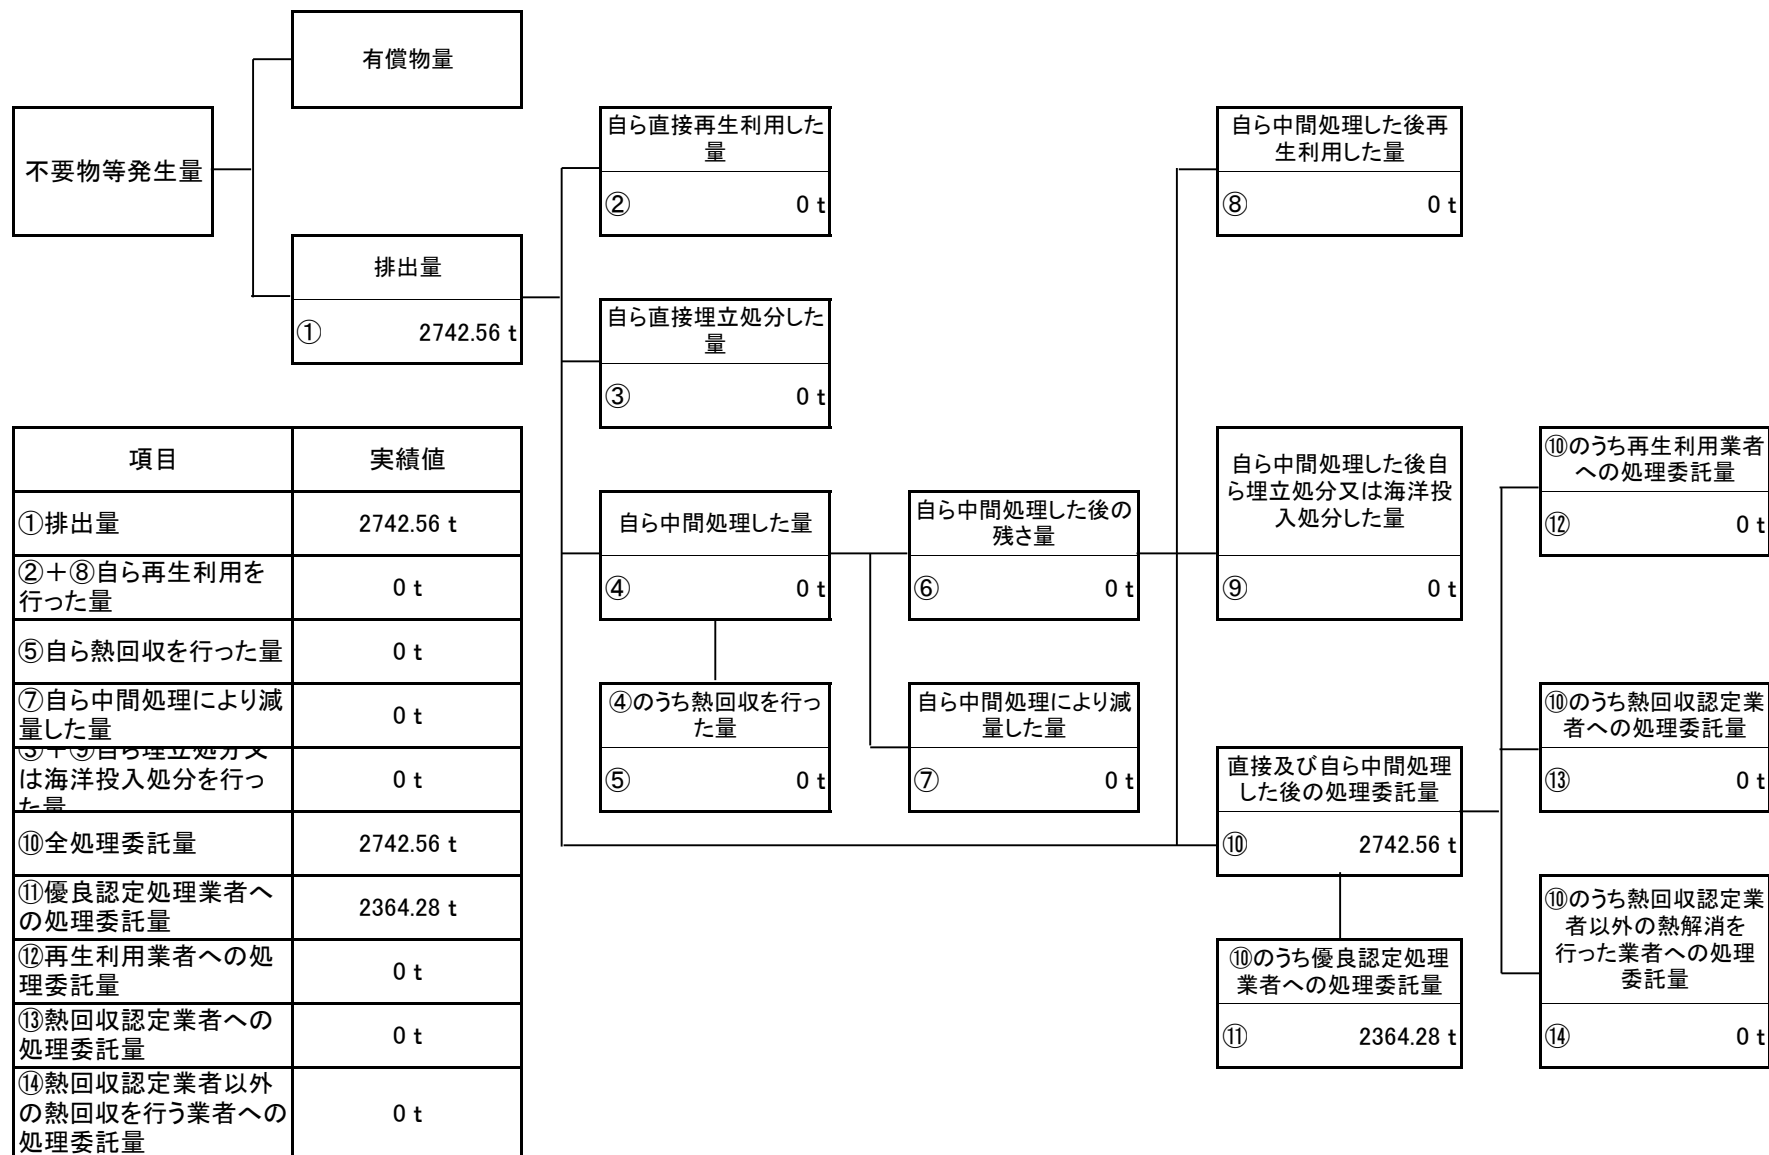 有償物量
不要物等発生量
排出量
① 2742.56 t
自ら直接再生利用した
量
② 0 t
自ら直接埋立処分した
量
③ 0 t
自ら中間処理した量
④ 0 t
④のうち熱回収を行っ
た量
⑤ 0 t
自ら中間処理した後の
残さ量
⑥ 0 t
自ら中間処理により減
量した量
⑦ 0 t
自ら中間処理した後再
生利用した量
⑧ 0 t
自ら中間処理した後自
ら埋立処分又は海洋投
入処分した量
⑨ 0 t
直接及び自ら中間処理
した後の処理委託量
⑩ 2742.56 t
⑩のうち優良認定処理
業者への処理委託量
⑪ 2364.28 t
⑩のうち再生利用業者
への処理委託量
⑫ 0 t
⑩のうち熱回収認定業
者への処理委託量
⑬ 0 t
⑩のうち熱回収認定業
者以外の熱解消を
行った業者への処理
委託量
⑭ 0 t
項目 実績値
①排出量 2742.56 t
②＋⑧自ら再生利用を
行った量 0 t
⑤自ら熱回収を行った量 0 t
⑦自ら中間処理により減
量した量 0 t
③＋⑨自ら埋立処分又
は海洋投入処分を行っ
た量 0 t
⑩全処理委託量 2742.56 t
⑪優良認定処理業者へ
の処理委託量 2364.28 t
⑫再生利用業者への処
理委託量 0 t
⑬熱回収認定業者への
処理委託量 0 t
⑭熱回収認定業者以外
の熱回収を行う業者への
処理委託量 0 t